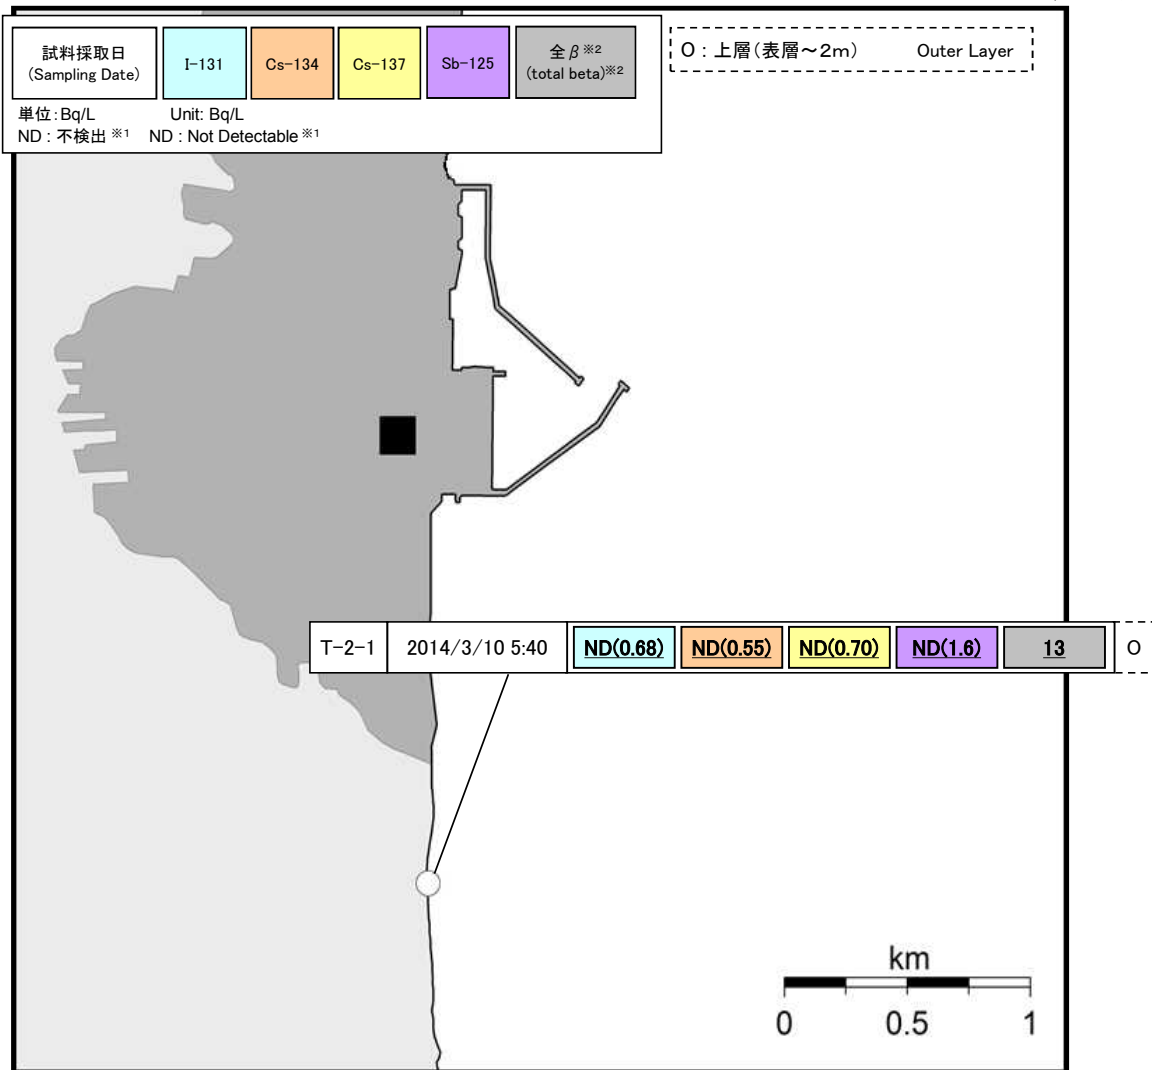 試料採取日
(Sampling Date)
I-131
Cs-134
Cs-137
Sb-125
全β※2
(total beta)※2
単位:Bq/L Unit: Bq/L
ND : 不検出 ※1 ND : Not Detectable ※1
O : 上層(表層~2m) Outer Layer
T-2-1 2014/3/10 5:40 ND(0.68) ND(0.55) ND(0.70) ND(1.6) 13 O
km
0 0.5 1